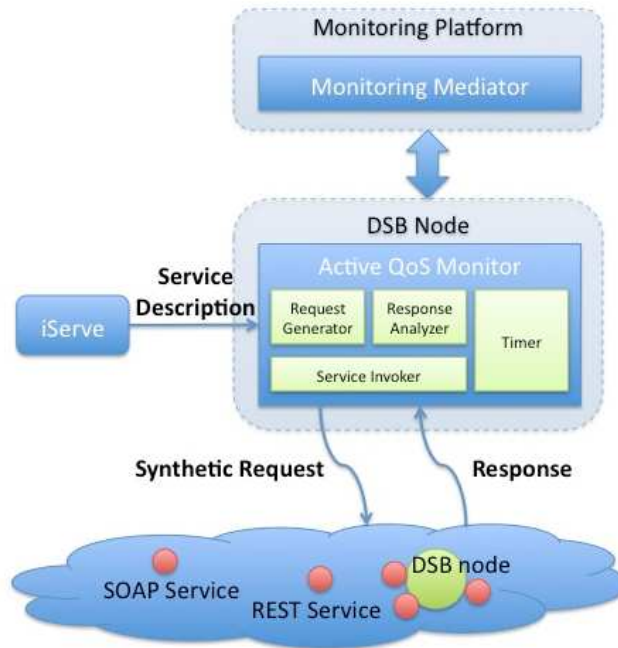 Monitoring Platform
Monitoring Mediator
DSB Node
Active QoS Monitor
Service
Description
iServe
Request
Generator
Response
Analyzer
Timer
Service Invoker
Synthetic Request
Response
DSB node
SOAP Service
REST Service